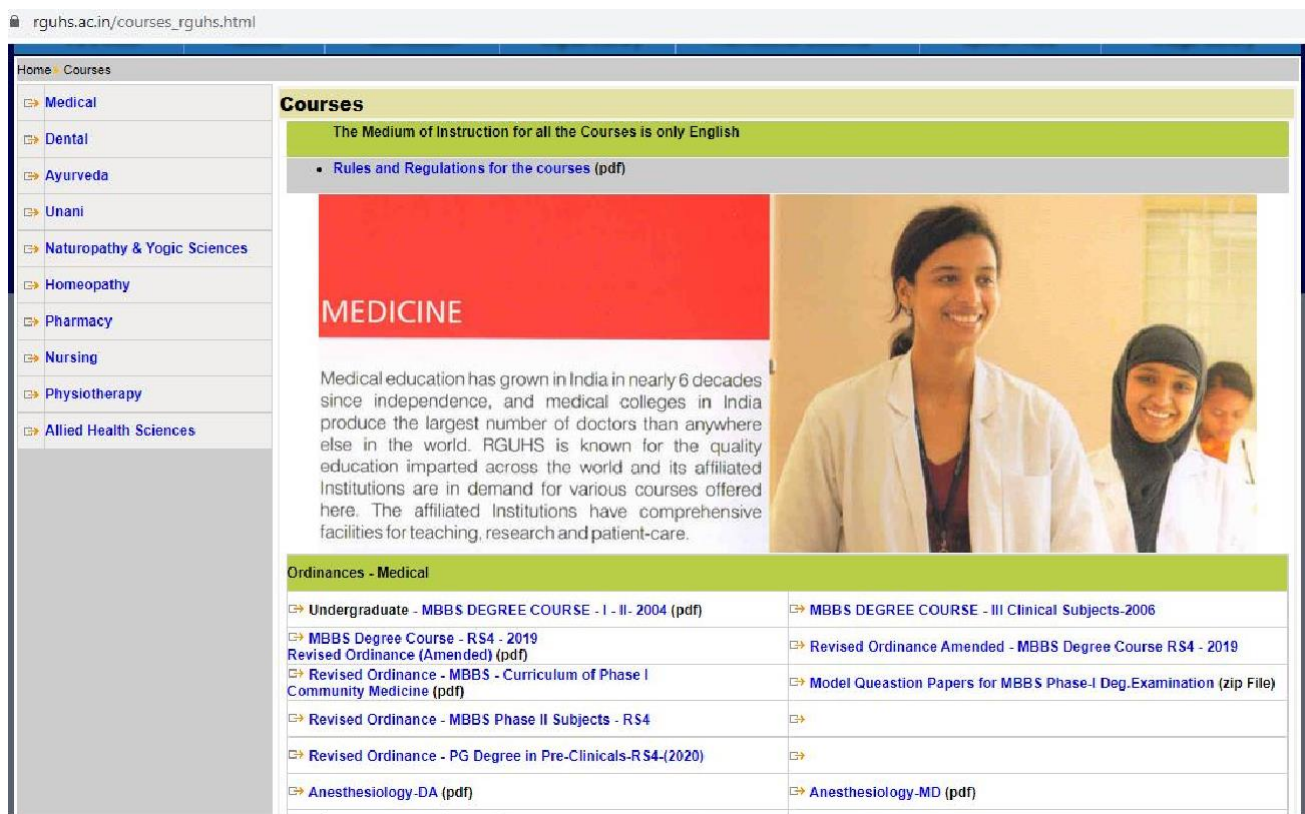 rguhs.ac.in/courses_rguhs.html
Home Courses
Medical
Dental
Ayurveda
Unani
Naturopathy & Yogic Sciences
Homeopathy
Pharmacy
Nursing
Physiotherapy
Allied Health Sciences
Courses
The Medium of Instruction for all the Courses is only English
• Rules and Regulations for the courses (pdf)
MEDICINE
Medical education has grown in India in nearly 6 decades
since independence, and medical colleges in India
produce the largest number of doctors than anywhere
else in the world. RGUHS is known for the quality
education imparted across the world and its affiliated
Institutions are in demand for various courses offered
here. The affiliated Institutions have comprehensive
facilities for teaching, research and patient-care.
Ordinances - Medical
Undergraduate - MBBS DEGREE COURSE - I - II- 2004 (pdf)
MBBS DEGREE COURSE - III Clinical Subjects-2006
MBBS Degree Course - RS4 - 2019
Revised Ordinance (Amended) (pdf)
Revised Ordinance Amended - MBBS Degree Course RS4 - 2019
Revised Ordinance - MBBS - Curriculum of Phase I
Community Medicine (pdf)
Model Queastion Papers for MBBS Phase-I Deg.Examination (zip File)
Revised Ordinance - MBBS Phase II Subjects - RS4
Revised Ordinance - PG Degree in Pre-Clinicals-RS4-(2020)
Anesthesiology-DA (pdf)
Anesthesiology-MD (pdf)